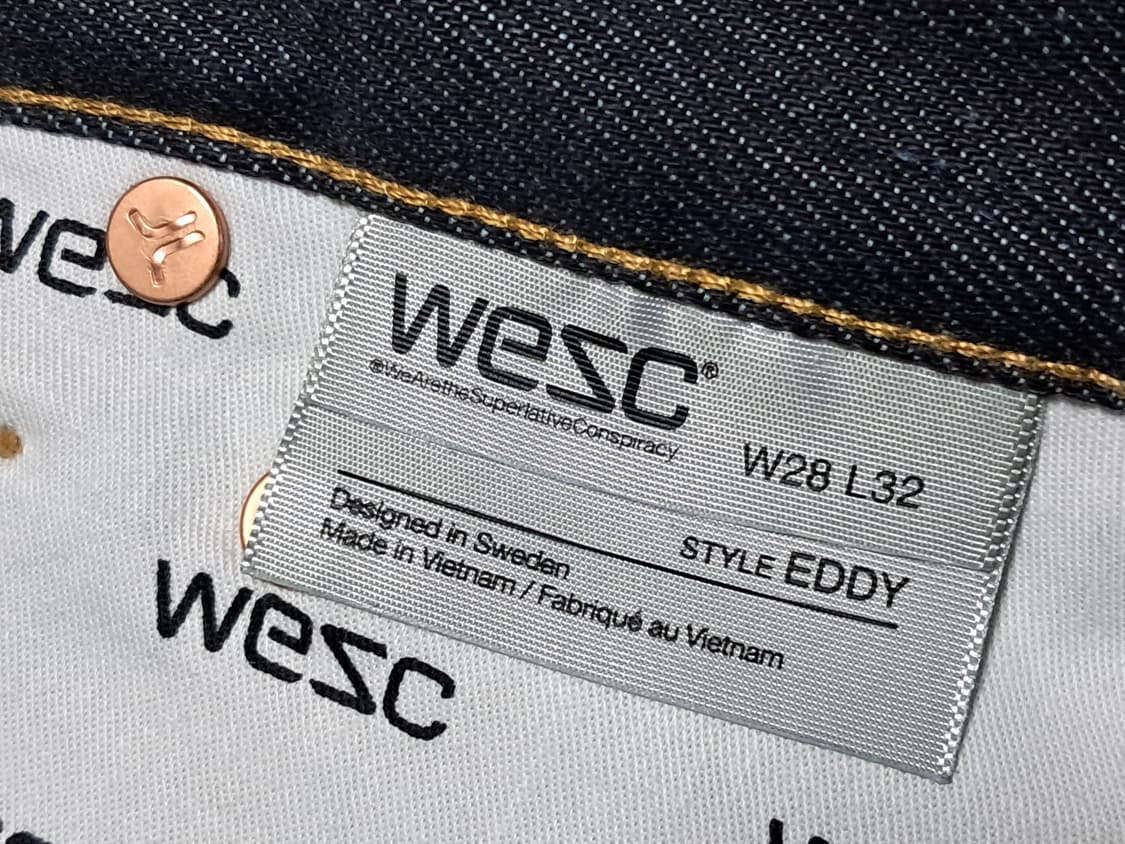 wesc
wesc®
@WeAretheSuperlativeConspiracy
W28 L32
STYLE EDDY
Designed in Sweden
Made in Vietnam / Fabriqué au Vietnam
wesc